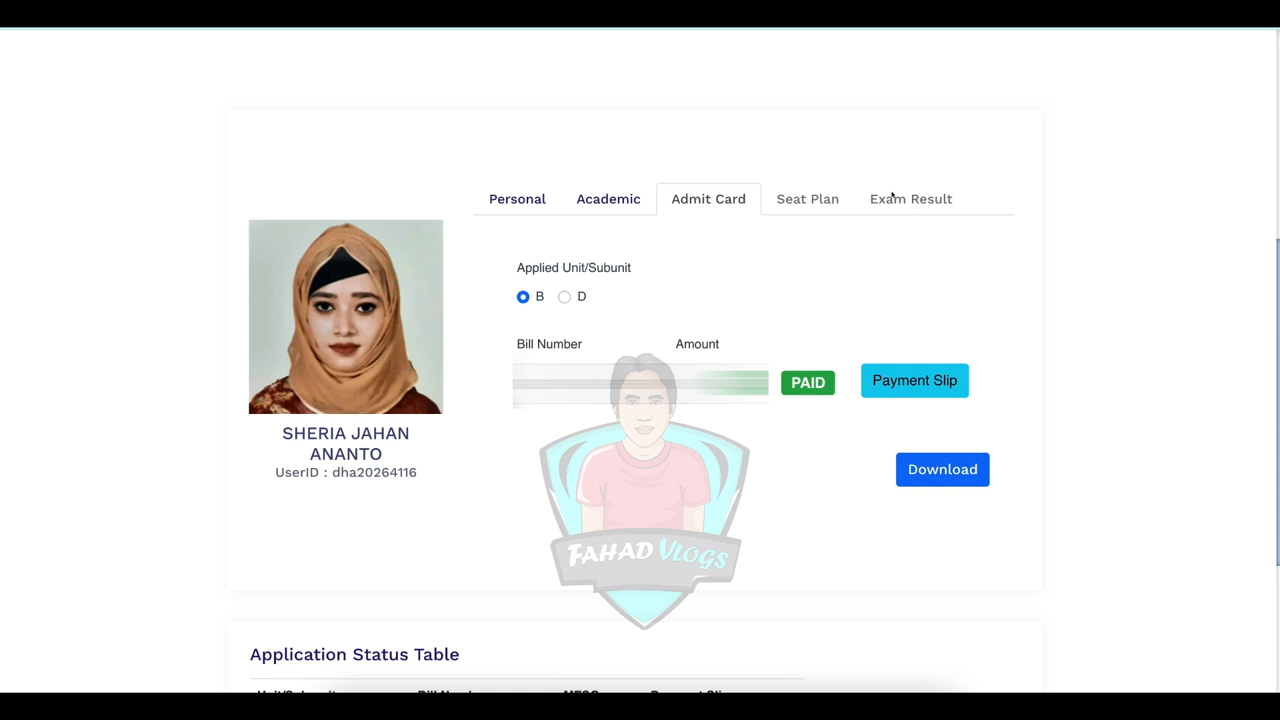 Personal Academic Admit Card Seat Plan Exam Result
Applied Unit/Subunit
B D
Bill Number Amount
PAID Payment Slip
SHERIA JAHAN
ANANTO
UserID : dha20264116
Download
FAHAD VLOGS
Application Status Table